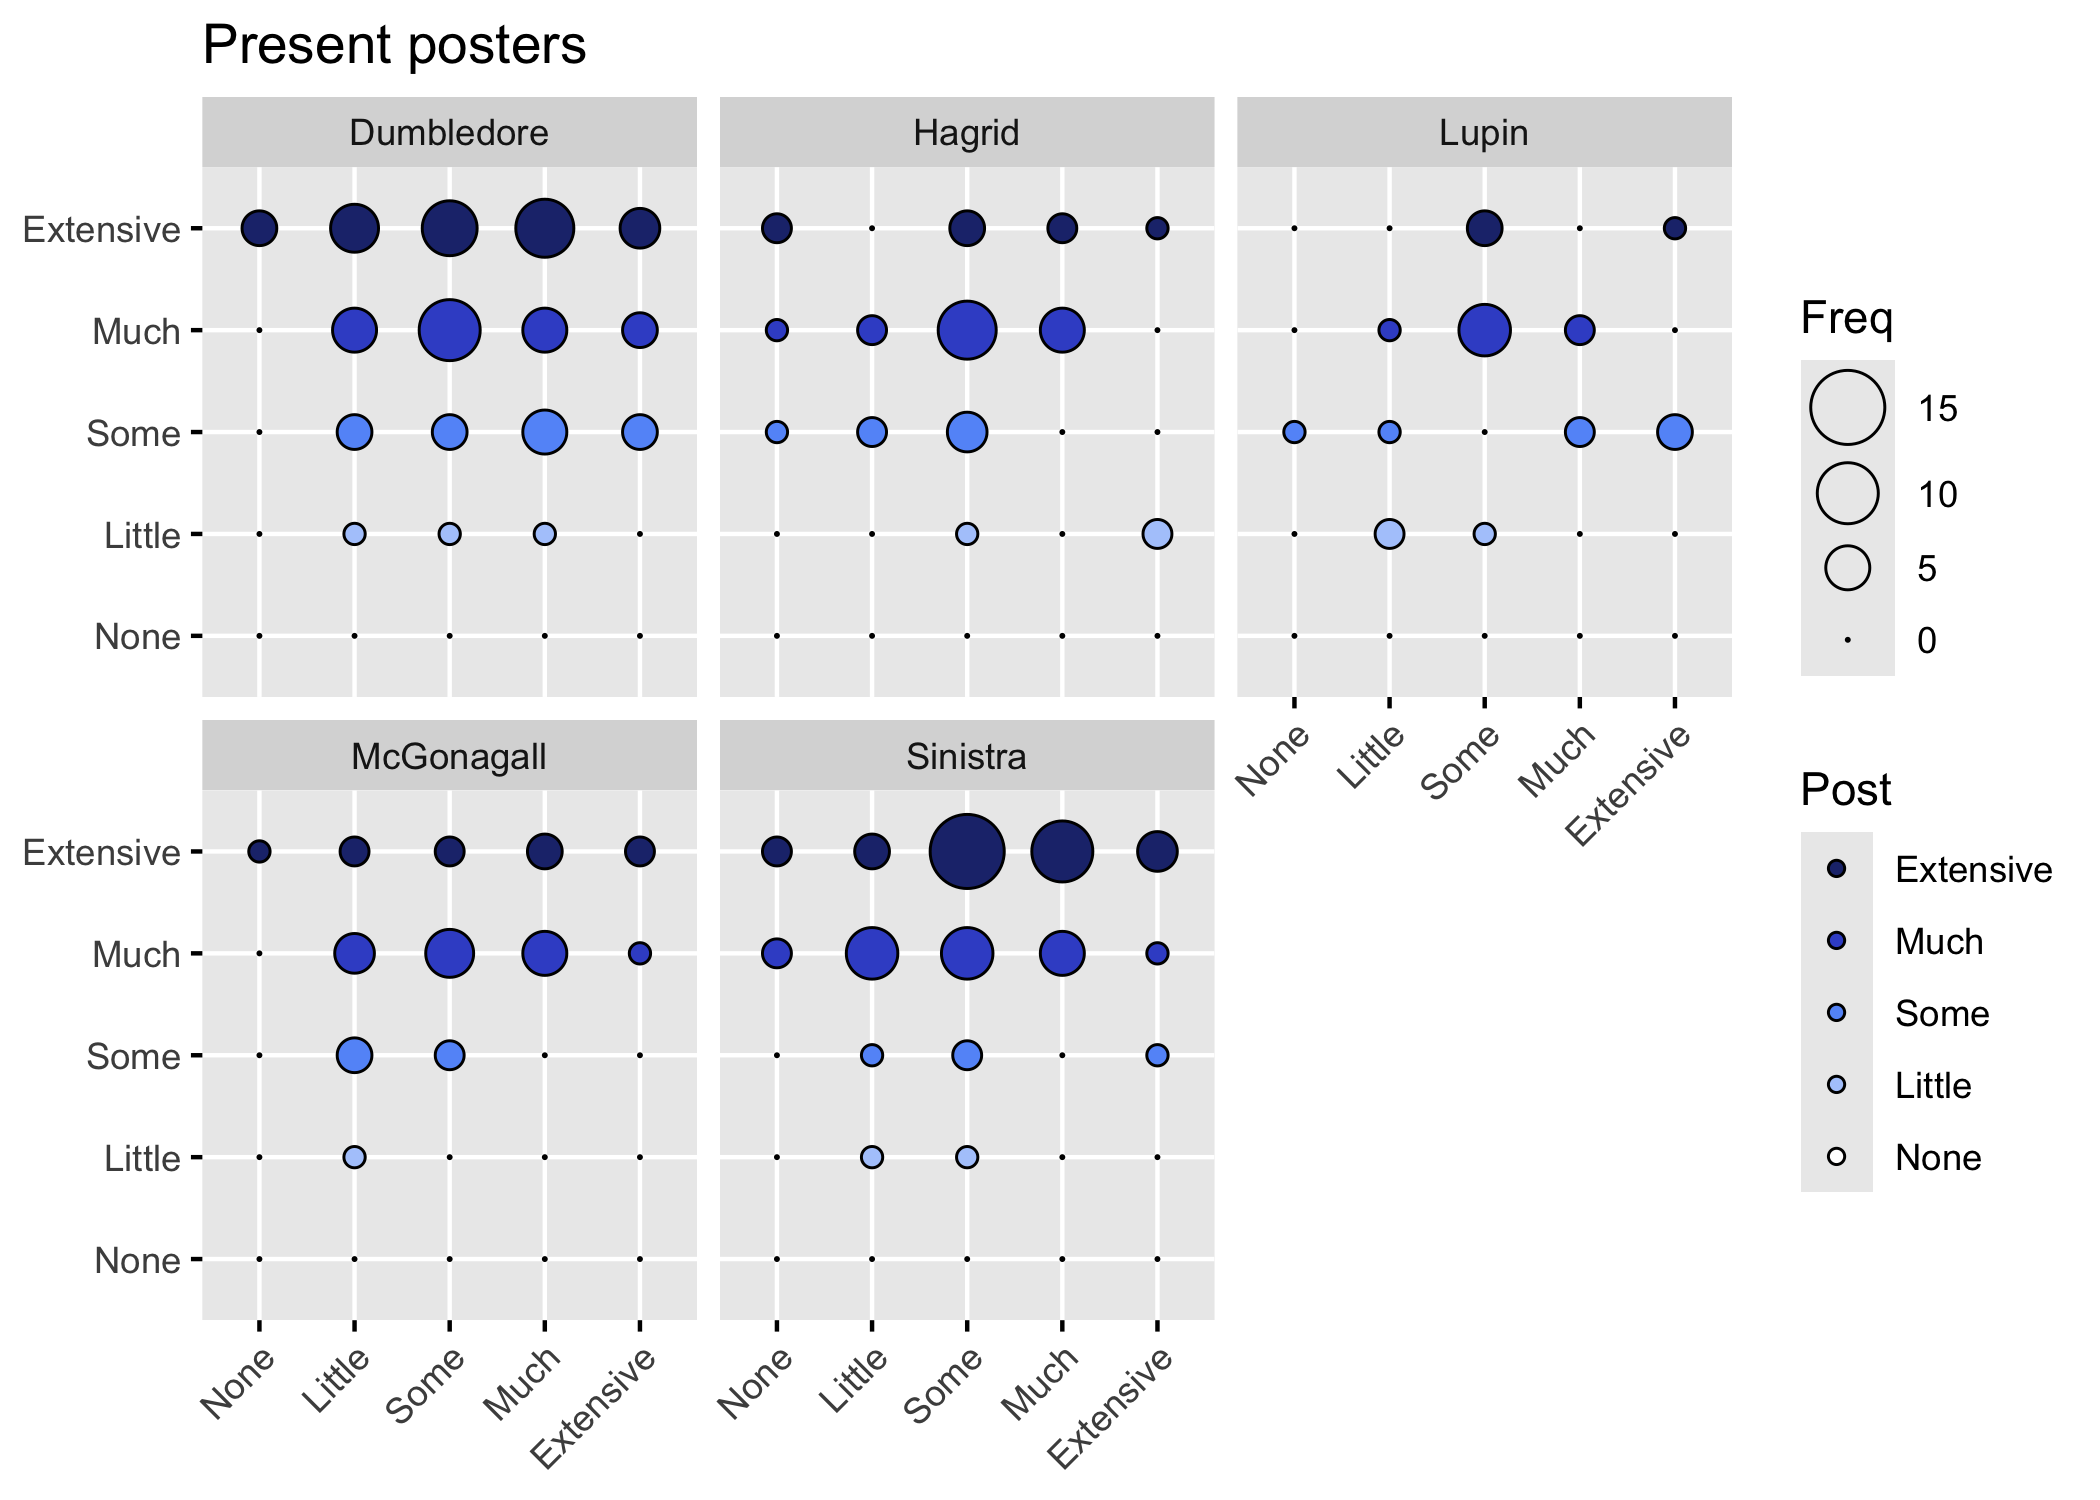 Present posters
Dumbledore
Hagrid
Lupin
Extensive
Much
Some
Little
None
None
Little
Some
Much
Extensive
McGonagall
Sinistra
Extensive
Much
Some
Little
None
None
Little
Some
Much
Extensive
None
Little
Some
Much
Extensive
Freq
15
10
5
0
Post
Extensive
Much
Some
Little
None